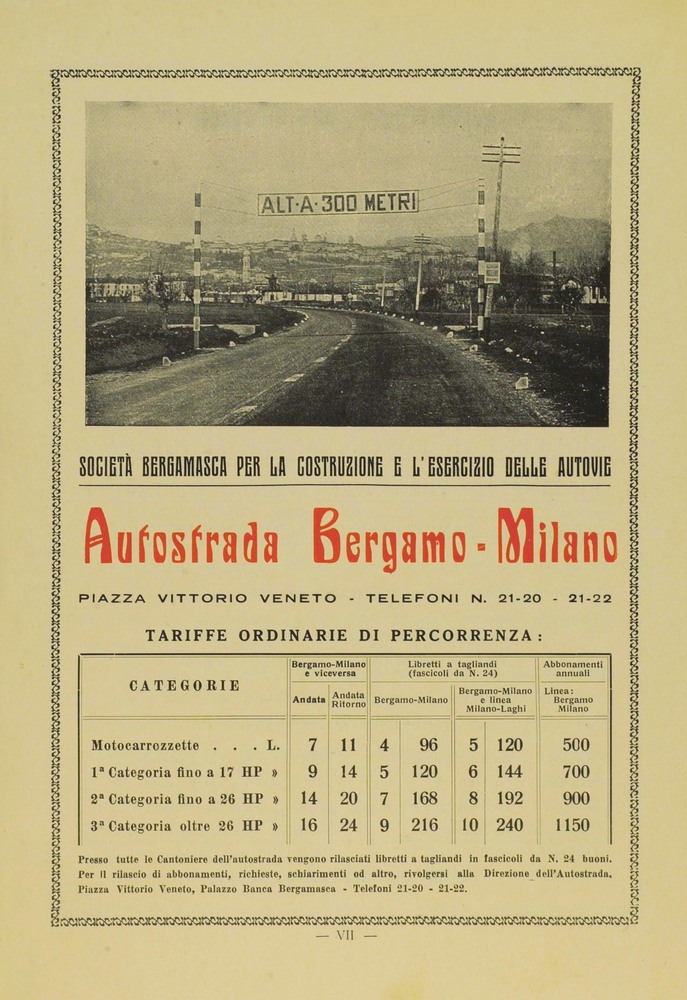 ALT·A·300 METRI
SOCIETÀ BERGAMASCA PER LA COSTRUZIONE E L'ESERCIZIO DELLE AUTOVIE
Autostrada Bergamo - Milano
PIAZZA VITTORIO VENETO - TELEFONI N. 21-20 - 21-22
TARIFFE ORDINARIE DI PERCORRENZA:
CATEGORIE
Bergamo-Milano
e viceversa
Libretti a tagliandi
(fascicoli da N. 24)
Abbonamenti
annuali
Andata
Andata
Ritorno
Bergamo-Milano
Bergamo-Milano
e linea
Milano-Laghi
Linea:
Bergamo
Milano
Motocarrozzette . . . L. 7 11 4 96 5 120 500
1ª Categoria fino a 17 HP » 9 14 5 120 6 144 700
2ª Categoria fino a 26 HP » 14 20 7 168 8 192 900
3ª Categoria oltre 26 HP » 16 24 9 216 10 240 1150
Presso tutte le Cantoniere dell'autostrada vengono rilasciati libretti a tagliandi in fascicoli da N. 24 buoni.
Per il rilascio di abbonamenti, richieste, schiarimenti od altro, rivolgersi alla Direzione dell'Autostrada.
Piazza Vittorio Veneto, Palazzo Banca Bergamasca - Telefoni 21-20 - 21-22.
— VII —